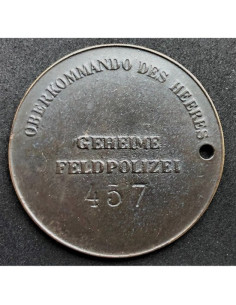 OBERKOMMANDO DES HEERES
GEHEIME
FELDPOLIZEI
457